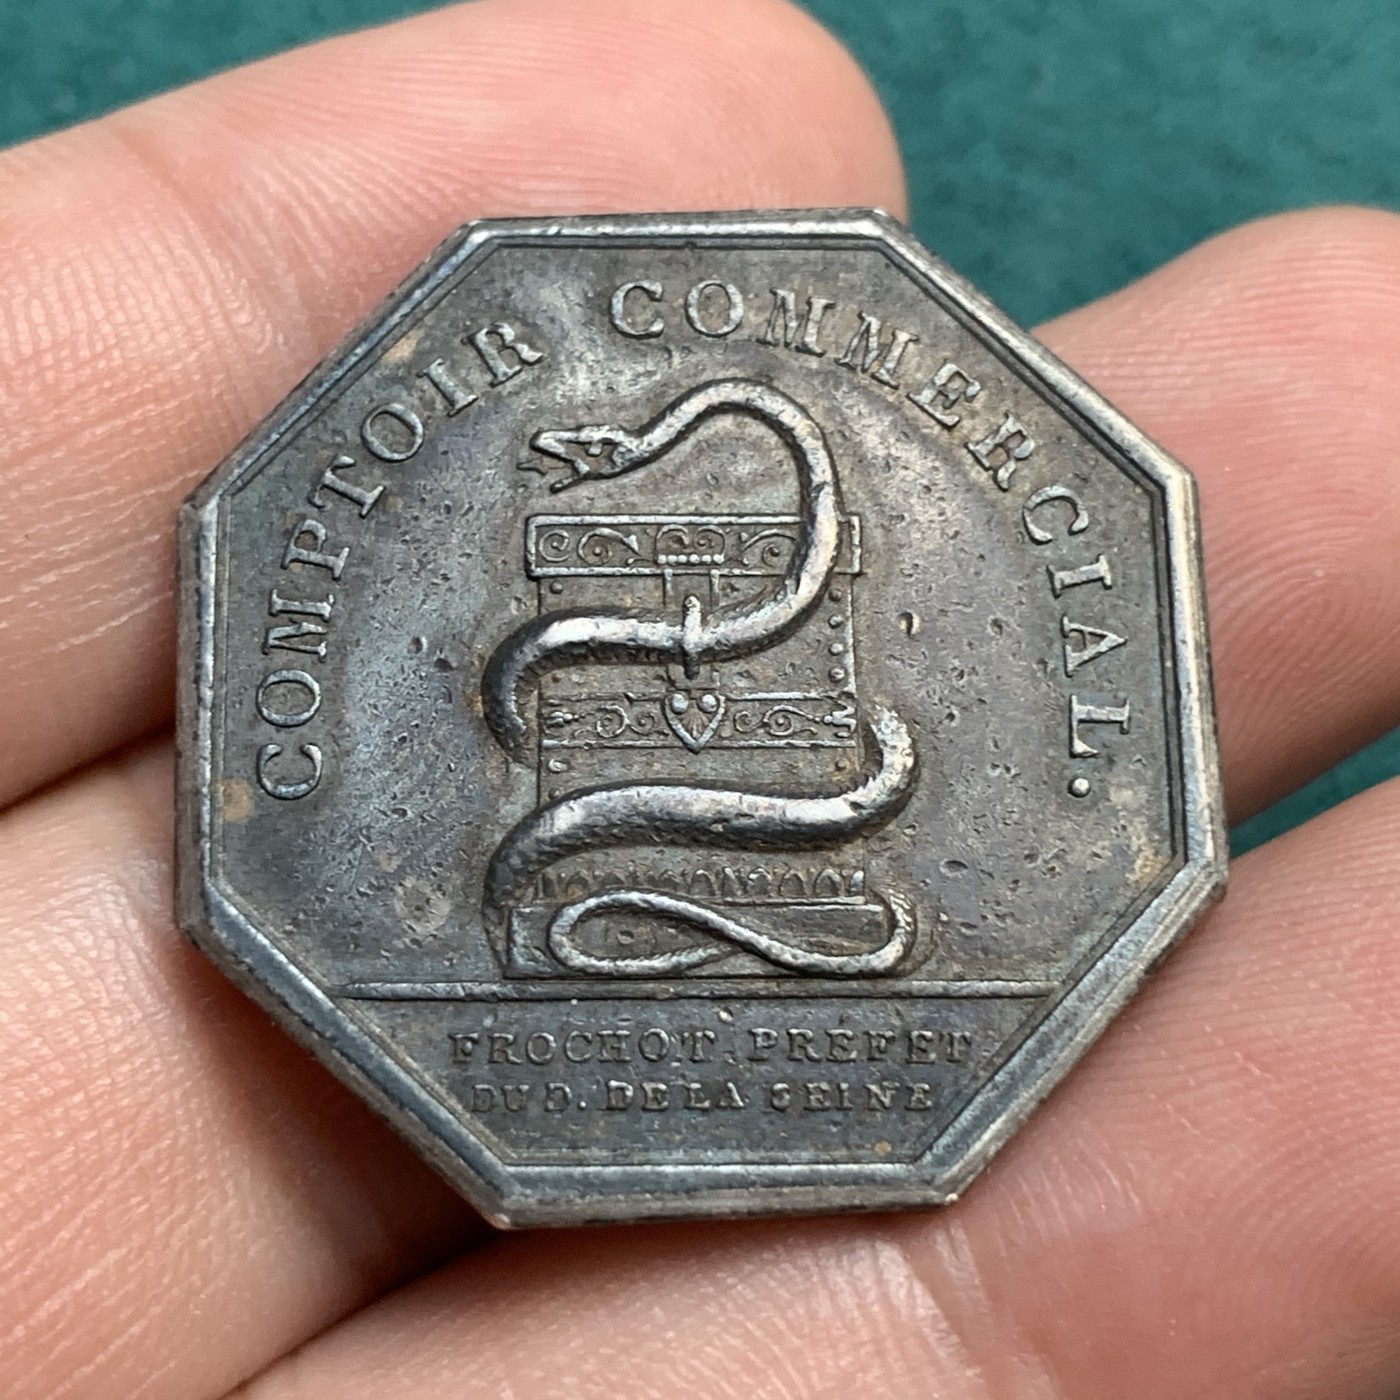 COMPTOIR COMMERCIAL.
FROCHOT, PREFET
DU D. DE LA SEINE